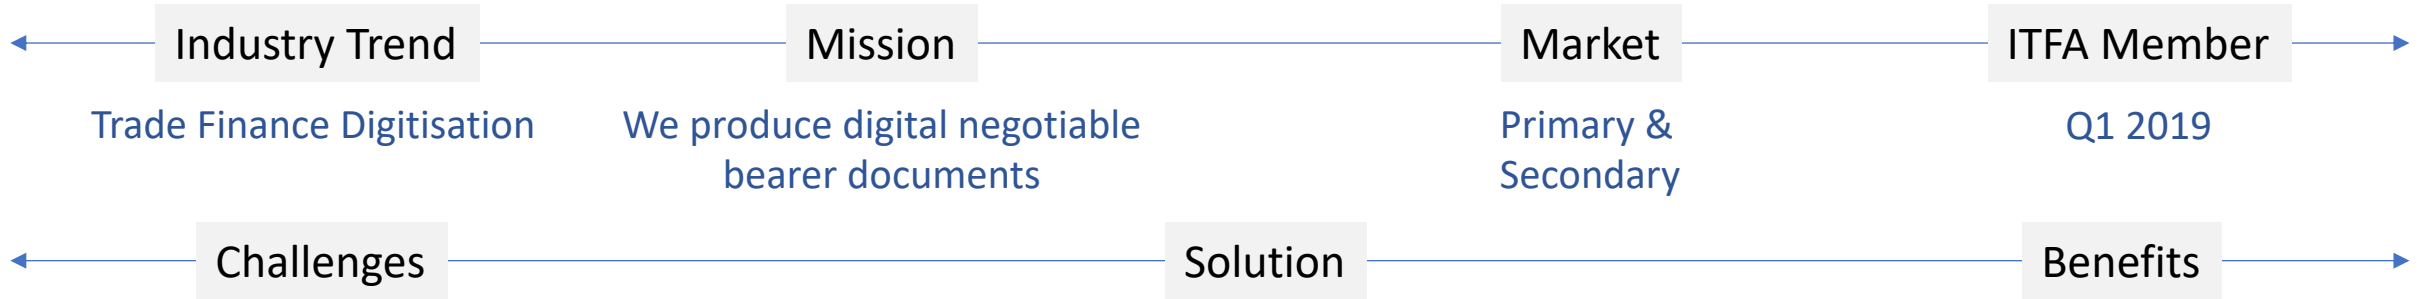 Industry Trend
Mission
Market
ITFA Member
Trade Finance Digitisation
We produce digital negotiable
bearer documents
Primary &
Secondary
Q1 2019
Challenges
Solution
Benefits